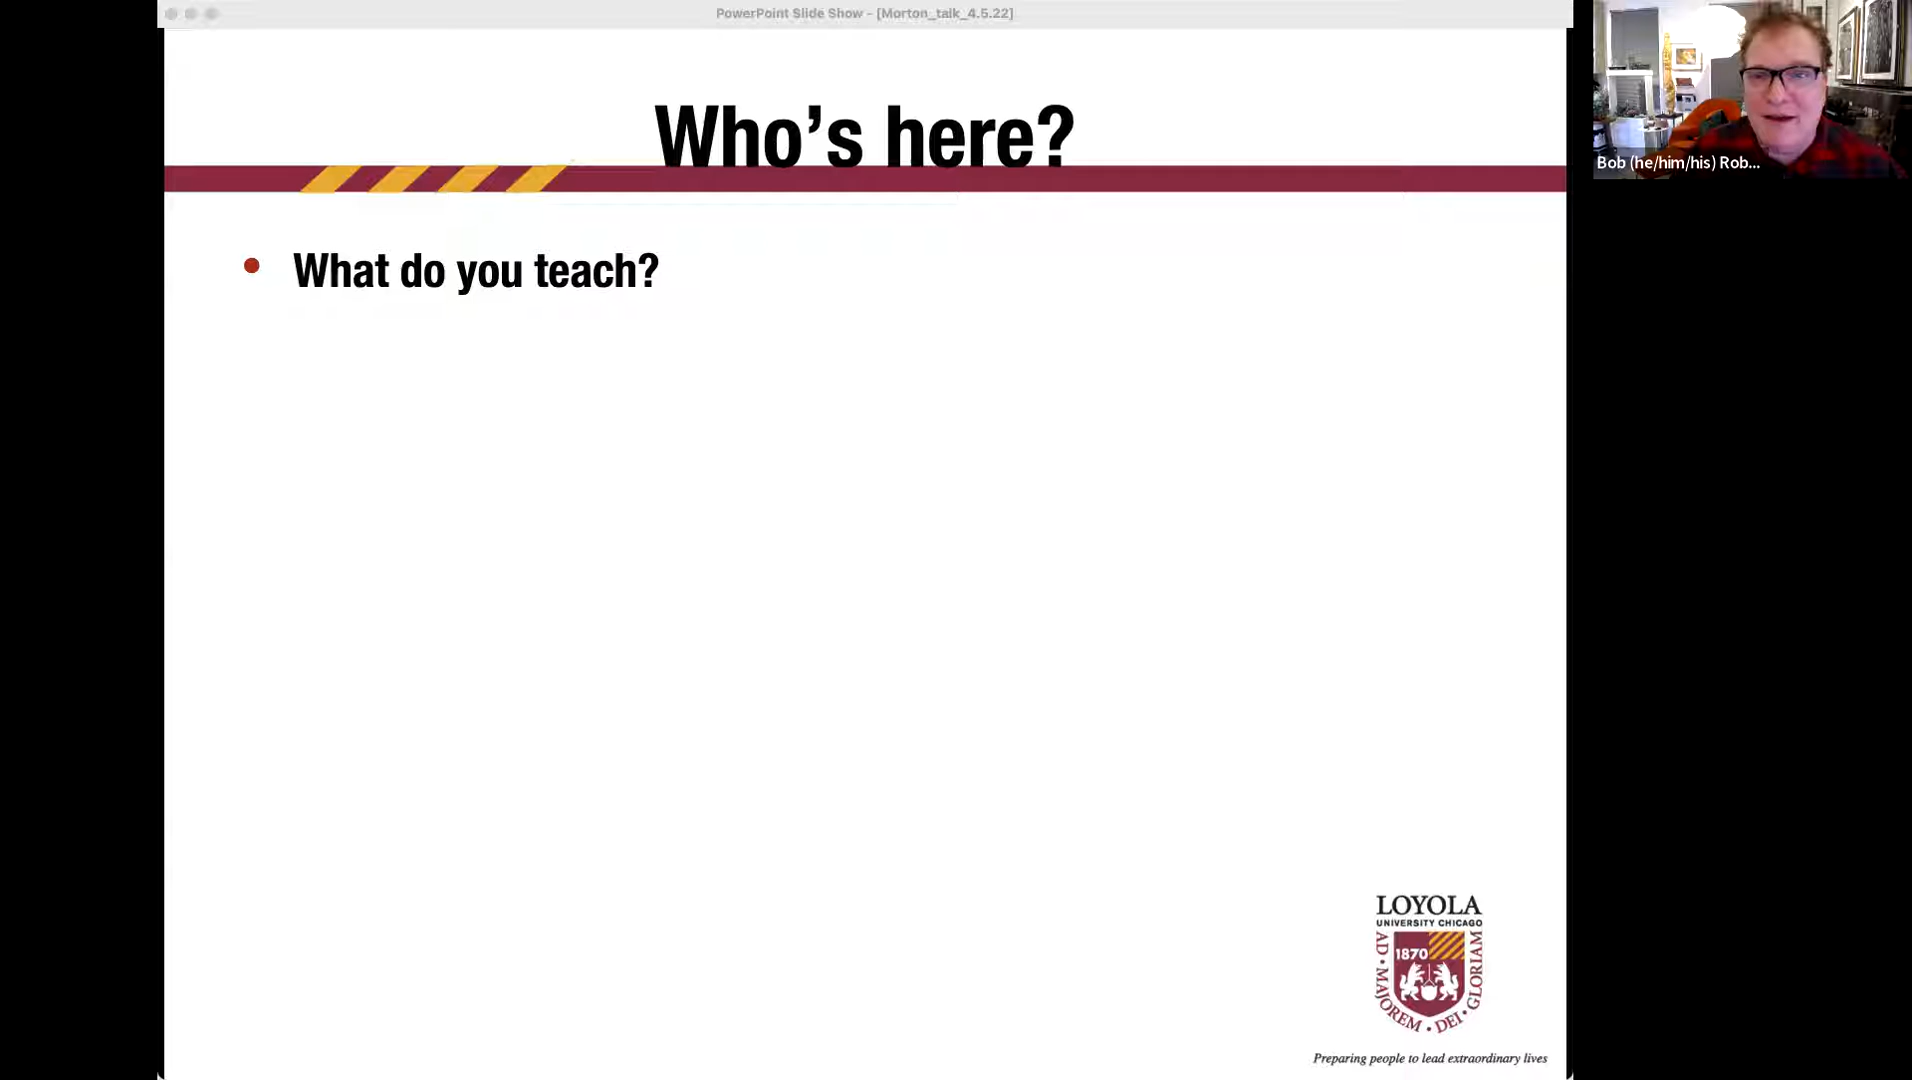 PowerPoint Slide Show - [Morton_talk_4.5.22]
Who's here?
Bob (he/him/his) Rob...
• What do you teach?
LOYOLA
UNIVERSITY CHICAGO
1870
AD • MAJOREM • DEI • GLORIAM
Preparing people to lead extraordinary lives